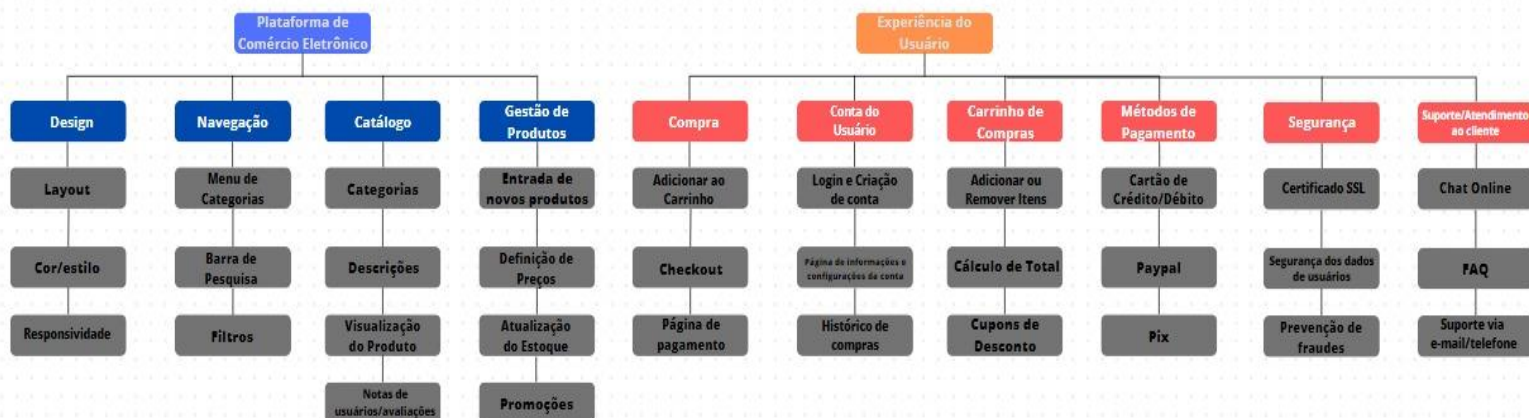 Plataforma de
Comércio Eletrônico
Experiência do
Usuário
Design
Navegação
Catálogo
Gestão de
Produtos
Compra
Conta do
Usuário
Carrinho de
Compras
Métodos de
Pagamento
Segurança
Suporte/Atendimento
ao cliente
Layout
Menu de
Categorias
Categorias
Entrada de
novos produtos
Adicionar ao
Carrinho
Login e Criação
de conta
Adicionar ou
Remover Itens
Cartão de
Crédito/Débito
Certificado SSL
Chat Online
Cor/estilo
Barra de
Pesquisa
Descrições
Definição de
Preços
Checkout
Página de informações e
configurações da conta
Cálculo de Total
Paypal
Segurança dos dados
de usuários
FAQ
Responsividade
Filtros
Visualização
do Produto
Atualização
do Estoque
Página de
pagamento
Histórico de
compras
Cupons de
Desconto
Pix
Prevenção de
fraudes
Suporte via
e-mail/telefone
Notas de
usuários/avaliações
Promoções